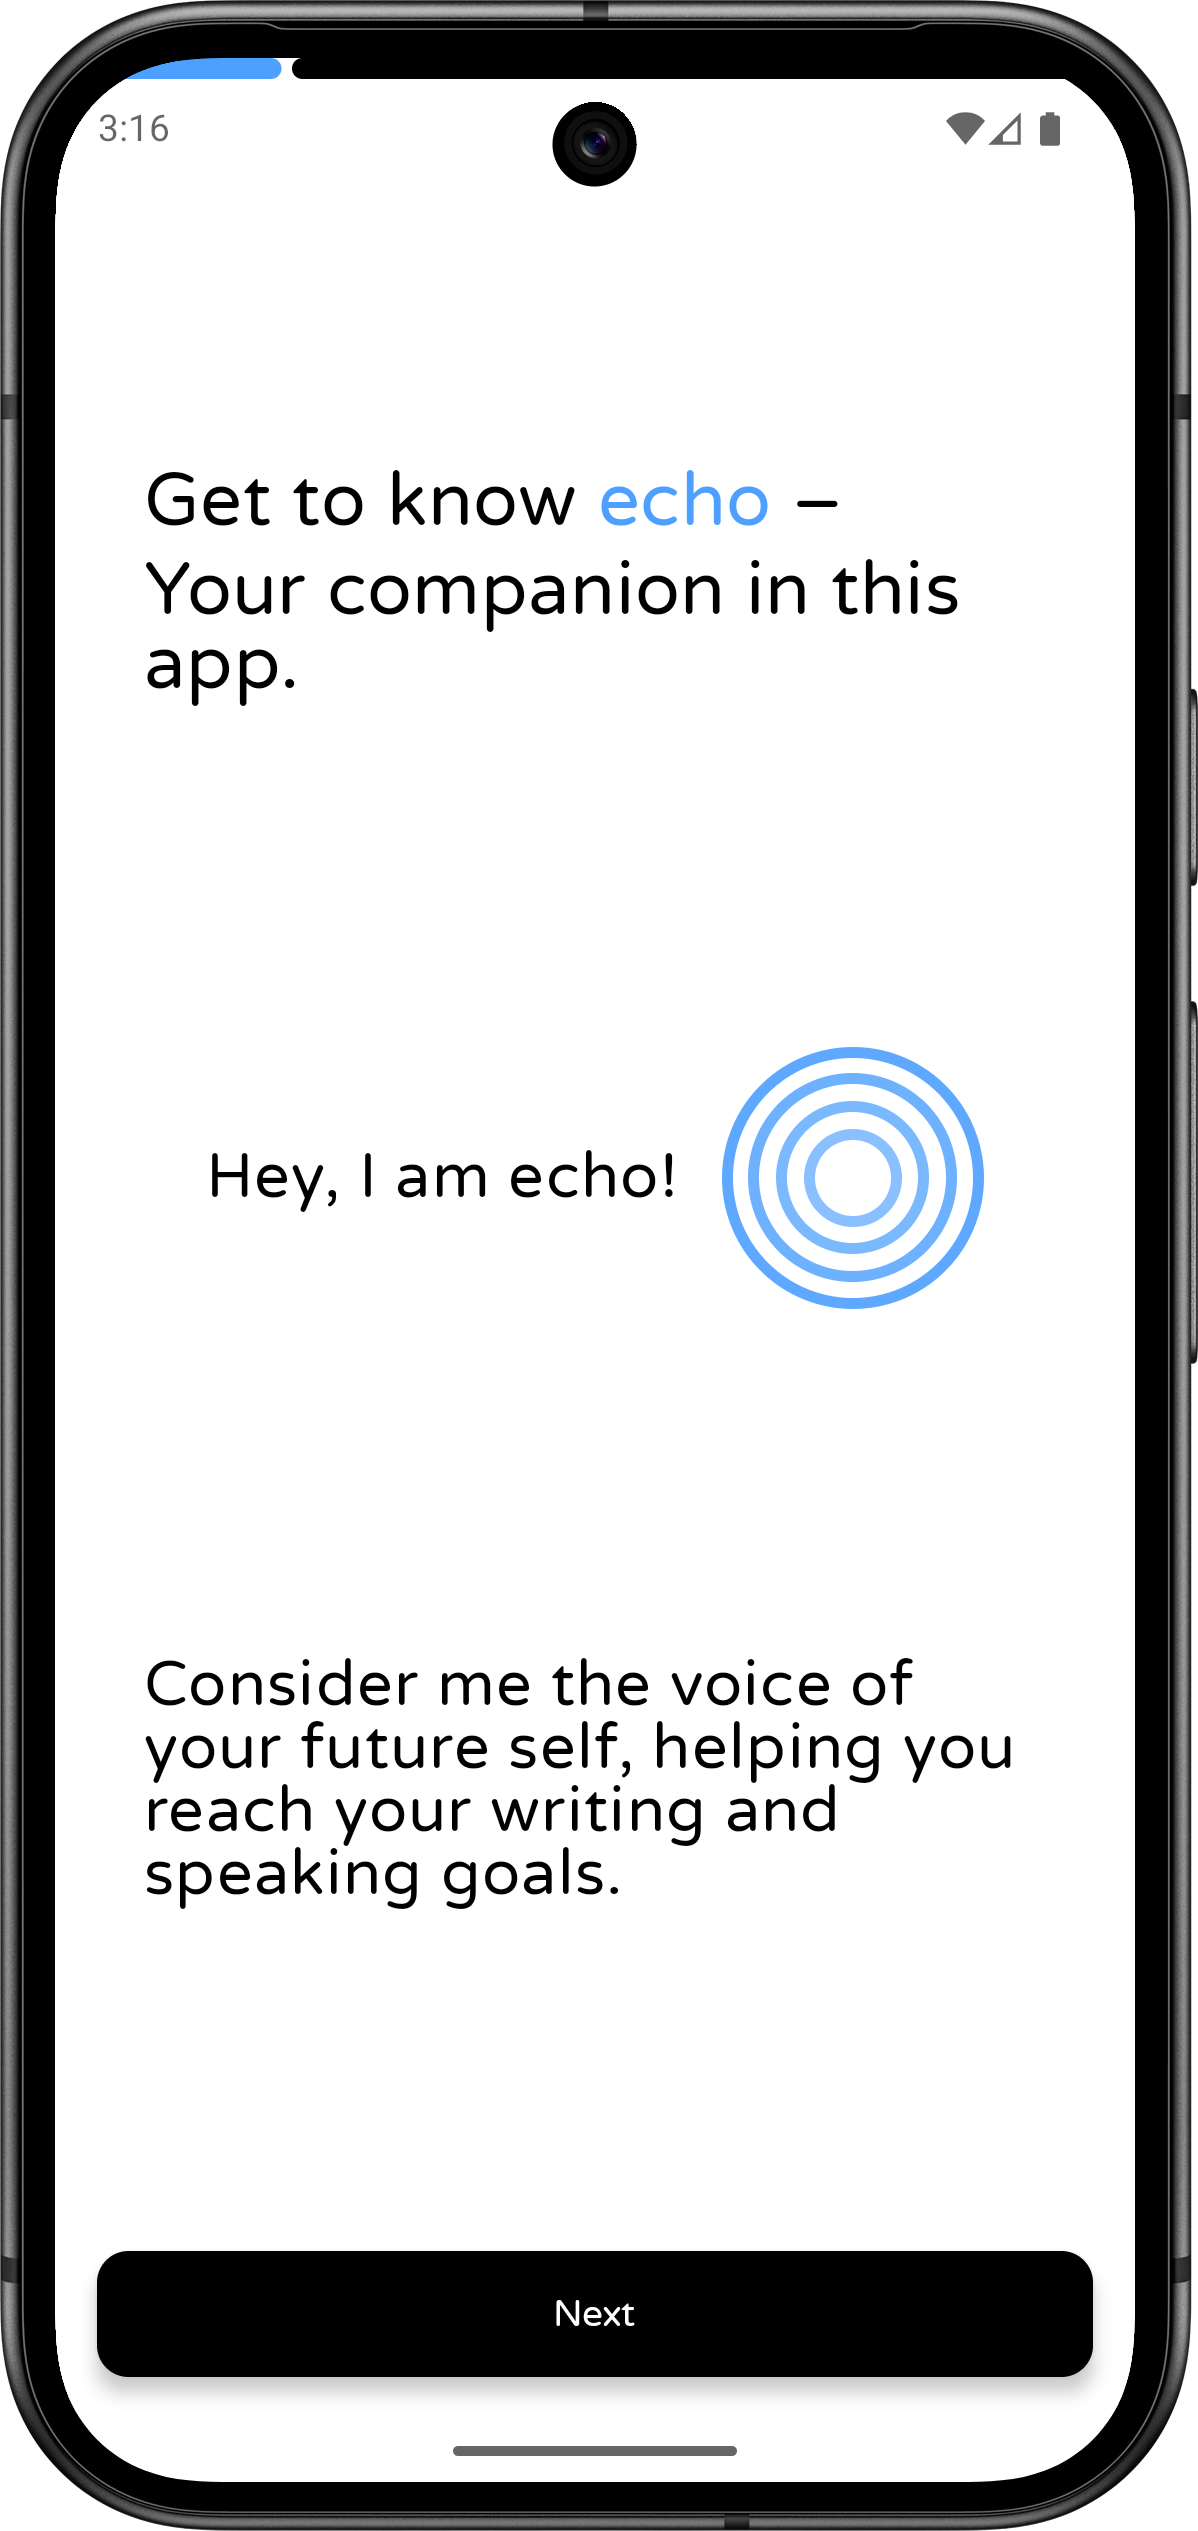 3:16
Get to know echo –
Your companion in this
app.
Hey, I am echo!
Consider me the voice of
your future self, helping you
reach your writing and
speaking goals.
Next